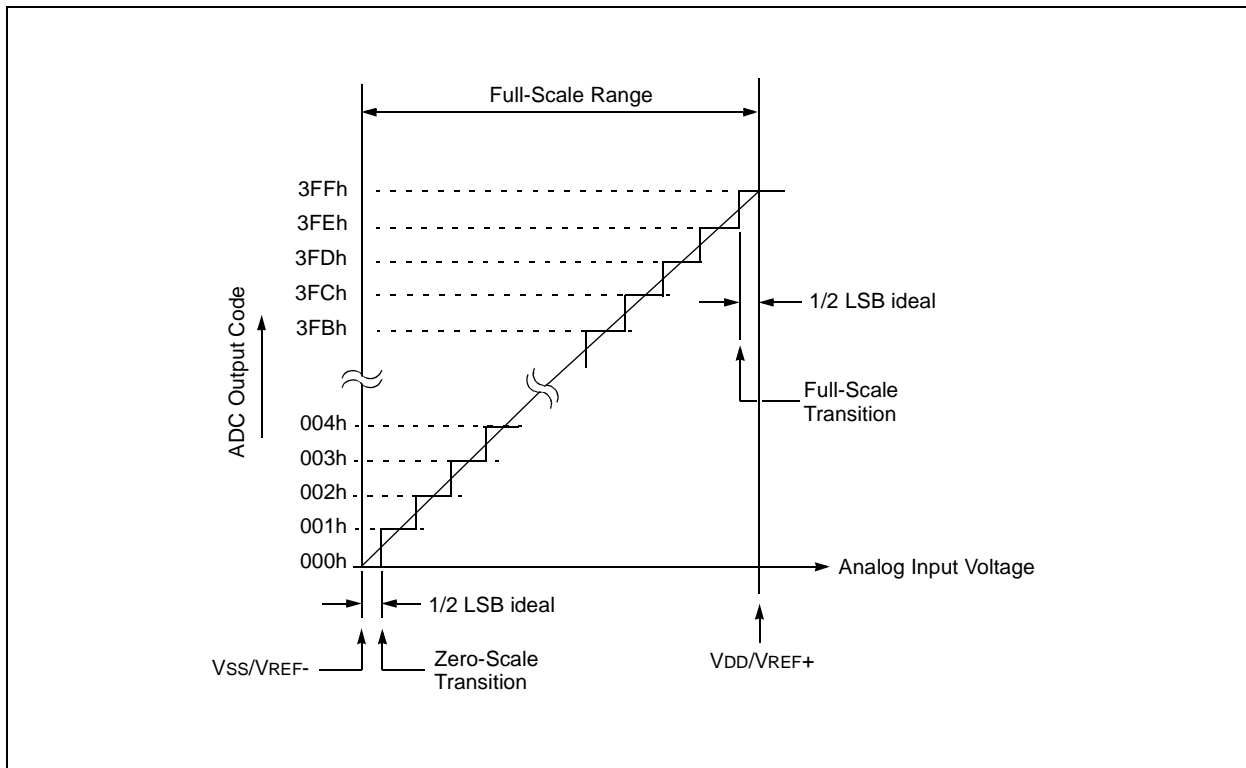 Full-Scale Range
3FFh
3FEh
3FDh
3FCh
3FBh
1/2 LSB ideal
Full-Scale
Transition
ADC Output Code
004h
003h
002h
001h
000h
Analog Input Voltage
1/2 LSB ideal
VSS/VREF-
Zero-Scale
Transition
VDD/VREF+